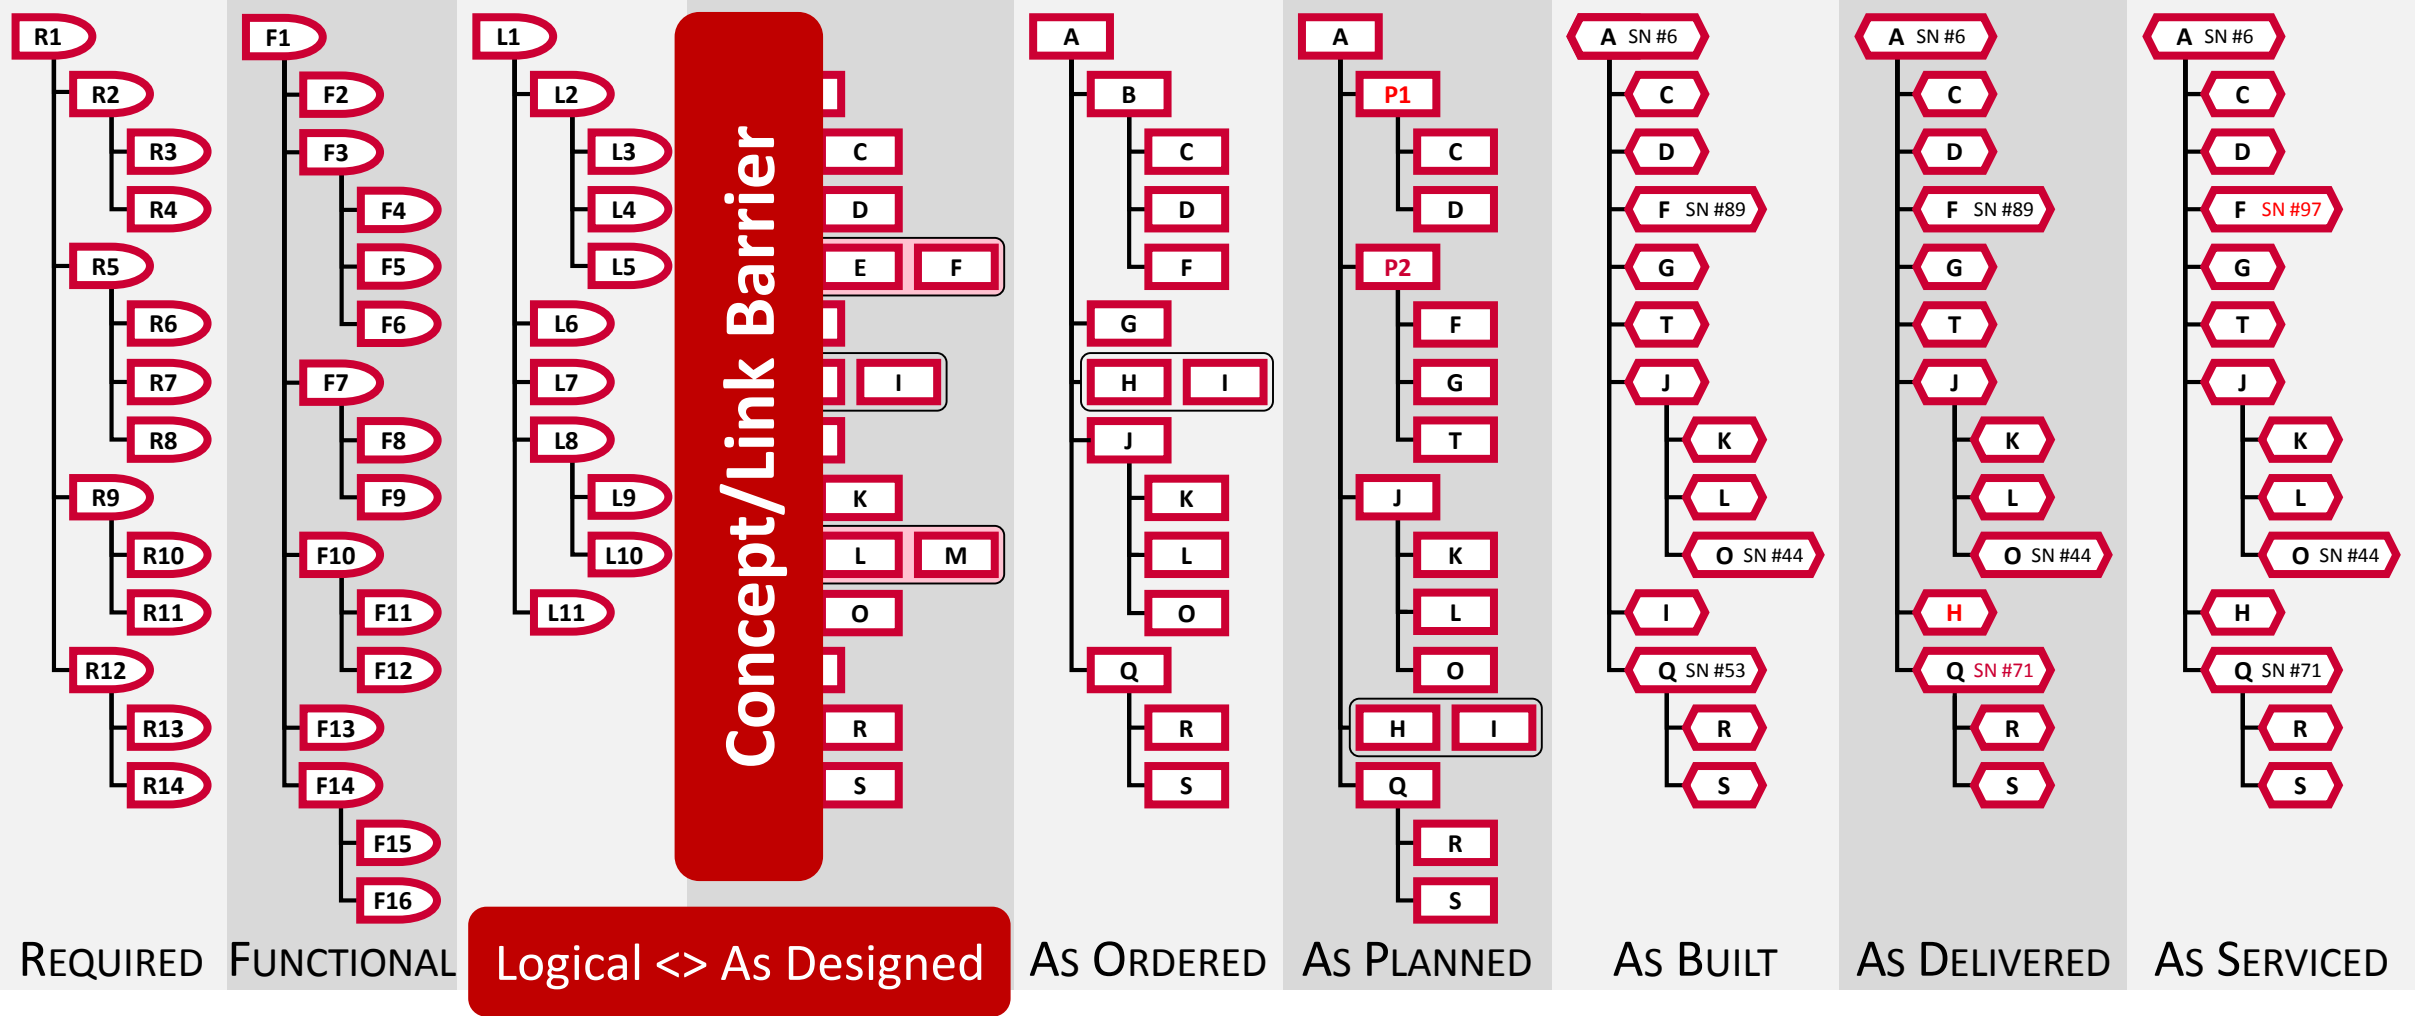 R1
R2
R3
R4
R5
R6
R7
R8
R9
R10
R11
R12
R13
R14
REQUIRED
F1
F2
F3
F4
F5
F6
F7
F8
F9
F10
F11
F12
F13
F14
F15
F16
FUNCTIONAL
L1
L2
L3
L4
L5
L6
L7
L8
L9
L10
L11
Concept/Link Barrier
C
D
E F
I
K
L M
O
R
S
Logical <> As Designed
A
B
C
D
F
G
H I
J
K
L
O
Q
R
S
AS ORDERED
A
P1
C
D
P2
F
G
T
J
K
L
O
H I
Q
R
S
AS PLANNED
A SN #6
C
D
F SN #89
G
T
J
K
L
O SN #44
I
Q SN #53
R
S
AS BUILT
A SN #6
C
D
F SN #89
G
T
J
K
L
O SN #44
H
Q SN #71
R
S
AS DELIVERED
A SN #6
C
D
F SN #97
G
T
J
K
L
O SN #44
H
Q SN #71
R
S
AS SERVICED